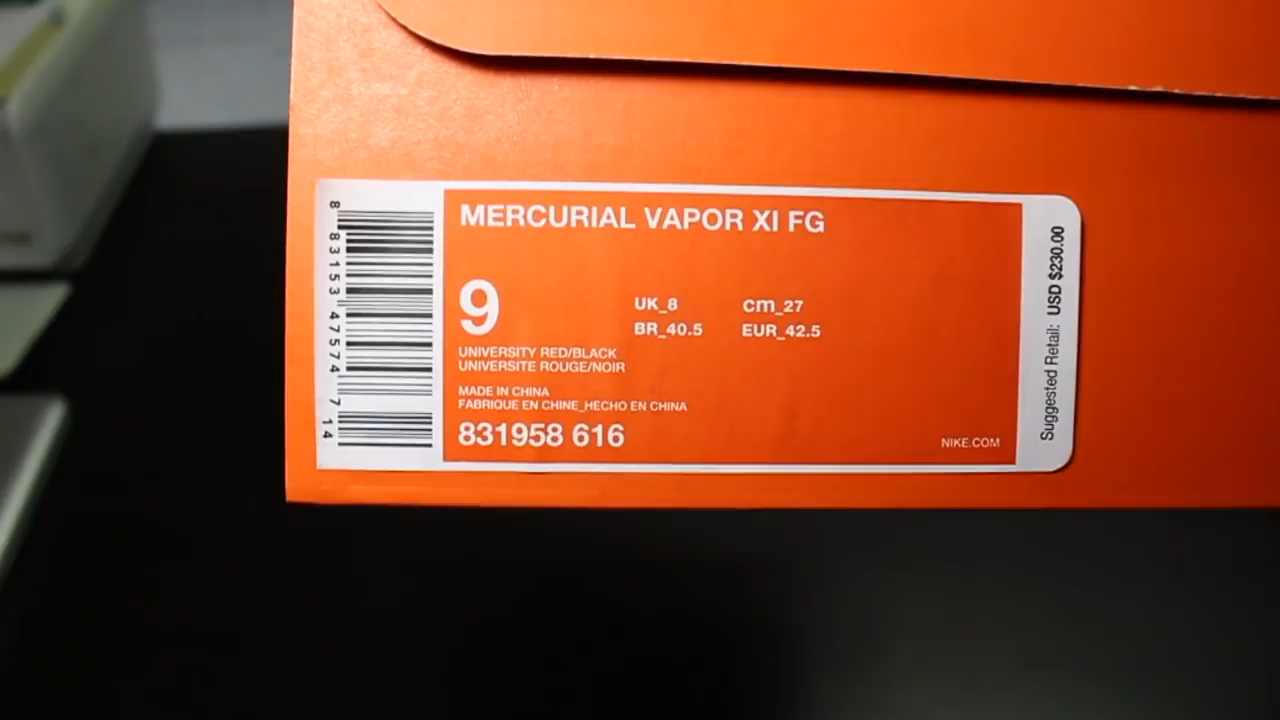 MERCURIAL VAPOR XI FG
9
UK_8 cm_27
BR_40.5 EUR_42.5
UNIVERSITY RED/BLACK
UNIVERSITE ROUGE/NOIR
MADE IN CHINA
FABRIQUE EN CHINE_HECHO EN CHINA
831958 616
NIKE.COM
8 83153 47574 7 14
Suggested Retail: USD $230.00